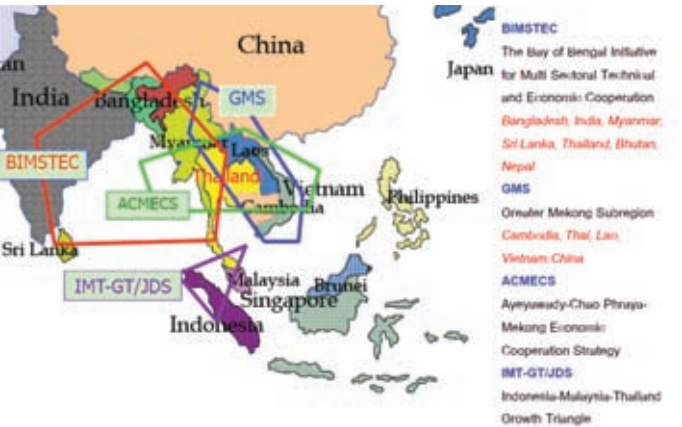 China
Japan
an
India
Bangladesh
GMS
Myanmar
Laos
BIMSTEC
Thailand
Vietnam
Philippines
ACMECS
Cambodia
Sri Lanka
IMT-GT/JDS
Malaysia
Brunei
Singapore
Indonesia
BIMSTEC
The Bay of Bengal Initiative
for Multi Sectoral Technical
and Economic Cooperation
Bangladesh, India, Myanmar,
Sri Lanka, Thailand, Bhutan,
Nepal
GMS
Greater Mekong Subregion
Cambodia, Thai, Lao,
Vietnam China
ACMECS
Ayeyawady-Chao Phraya-
Mekong Economic
Cooperation Strategy
IMT-GT/JDS
Indonesia-Malaysia-Thailand
Growth Triangle